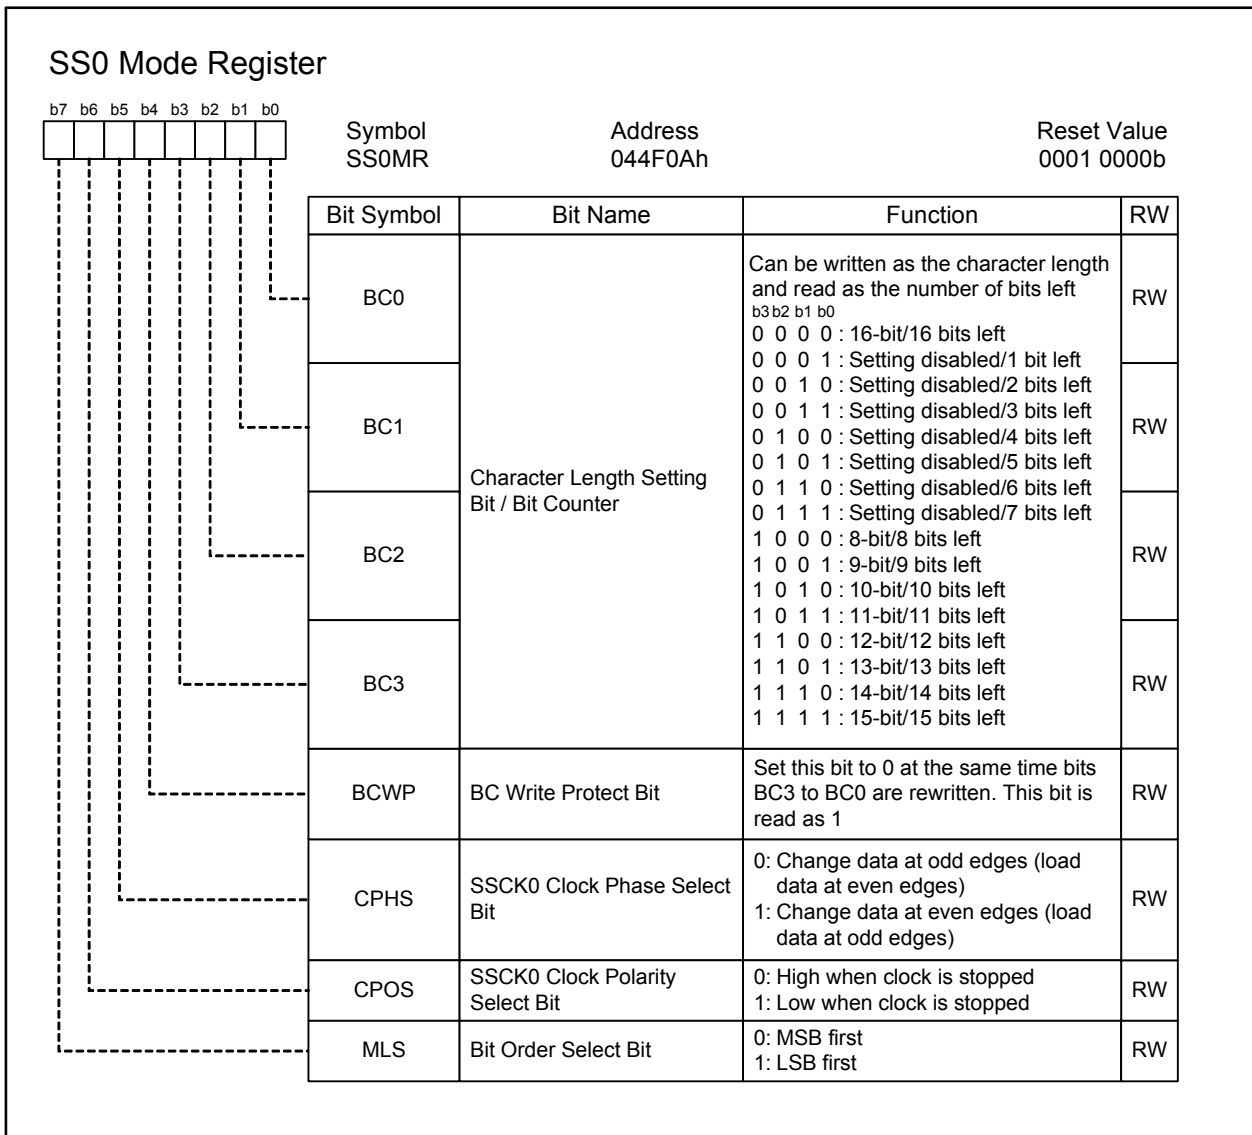 SS0 Mode Register
b7 b6 b5 b4 b3 b2 b1 b0
Symbol Address Reset Value
SS0MR 044F0Ah 0001 0000b
Bit Symbol Bit Name Function RW
BC0
BC1
BC2
BC3
Character Length Setting
Bit / Bit Counter
Can be written as the character length
and read as the number of bits left
b3 b2 b1 b0
0 0 0 0 : 16-bit/16 bits left
0 0 0 1 : Setting disabled/1 bit left
0 0 1 0 : Setting disabled/2 bits left
0 0 1 1 : Setting disabled/3 bits left
0 1 0 0 : Setting disabled/4 bits left
0 1 0 1 : Setting disabled/5 bits left
0 1 1 0 : Setting disabled/6 bits left
0 1 1 1 : Setting disabled/7 bits left
1 0 0 0 : 8-bit/8 bits left
1 0 0 1 : 9-bit/9 bits left
1 0 1 0 : 10-bit/10 bits left
1 0 1 1 : 11-bit/11 bits left
1 1 0 0 : 12-bit/12 bits left
1 1 0 1 : 13-bit/13 bits left
1 1 1 0 : 14-bit/14 bits left
1 1 1 1 : 15-bit/15 bits left
RW
RW
RW
RW
BCWP
BC Write Protect Bit
Set this bit to 0 at the same time bits
BC3 to BC0 are rewritten. This bit is
read as 1
RW
CPHS
SSCK0 Clock Phase Select
Bit
0: Change data at odd edges (load
data at even edges)
1: Change data at even edges (load
data at odd edges)
RW
CPOS
SSCK0 Clock Polarity
Select Bit
0: High when clock is stopped
1: Low when clock is stopped
RW
MLS
Bit Order Select Bit
0: MSB first
1: LSB first
RW